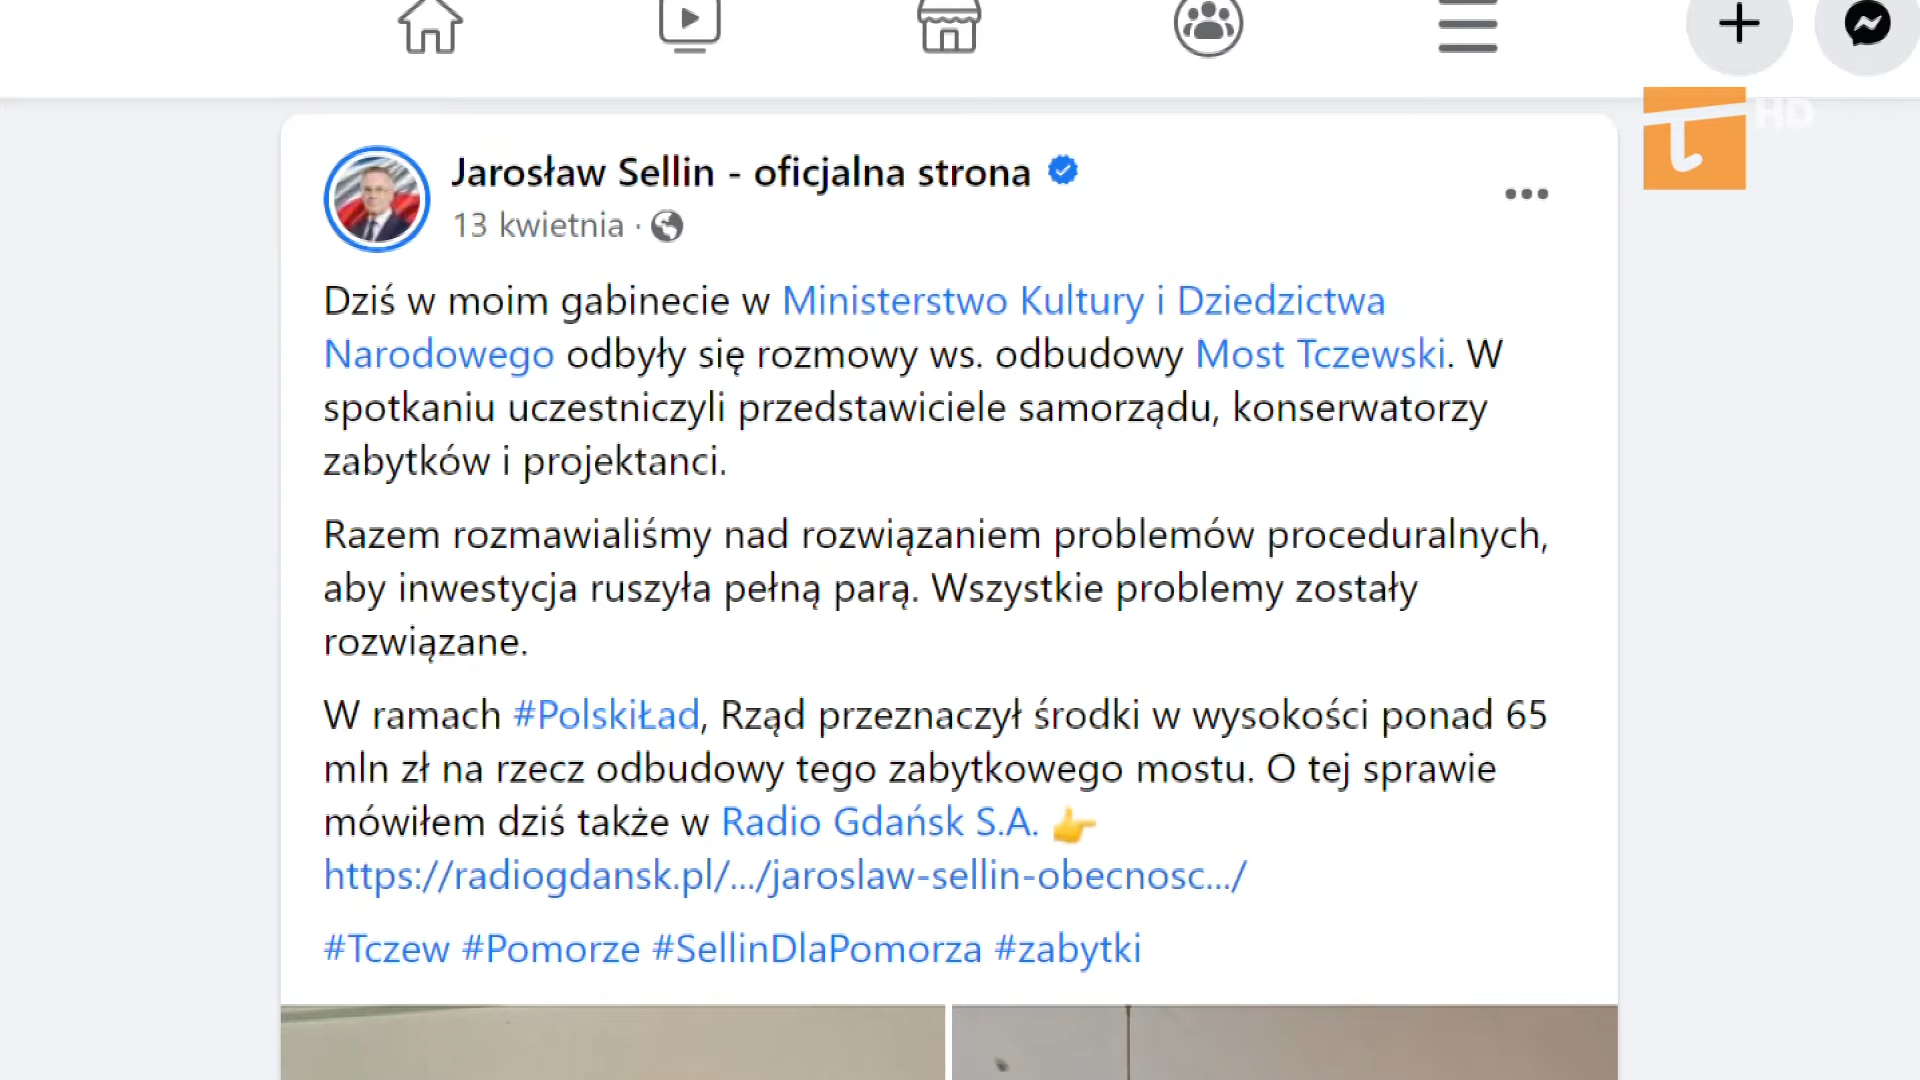 HD
Jarosław Sellin - oficjalna strona
13 kwietnia ·
Dziś w moim gabinecie w Ministerstwo Kultury i Dziedzictwa
Narodowego odbyły się rozmowy ws. odbudowy Most Tczewski. W
spotkaniu uczestniczyli przedstawiciele samorządu, konserwatorzy
zabytków i projektanci.
Razem rozmawialiśmy nad rozwiązaniem problemów proceduralnych,
aby inwestycja ruszyła pełną parą. Wszystkie problemy zostały
rozwiązane.
W ramach #PolskiŁad, Rząd przeznaczył środki w wysokości ponad 65
mln zł na rzecz odbudowy tego zabytkowego mostu. O tej sprawie
mówiłem dziś także w Radio Gdańsk S.A. 👉
https://radiogdansk.pl/.../jaroslaw-sellin-obecnosc.../
#Tczew #Pomorze #SellinDlaPomorza #zabytki